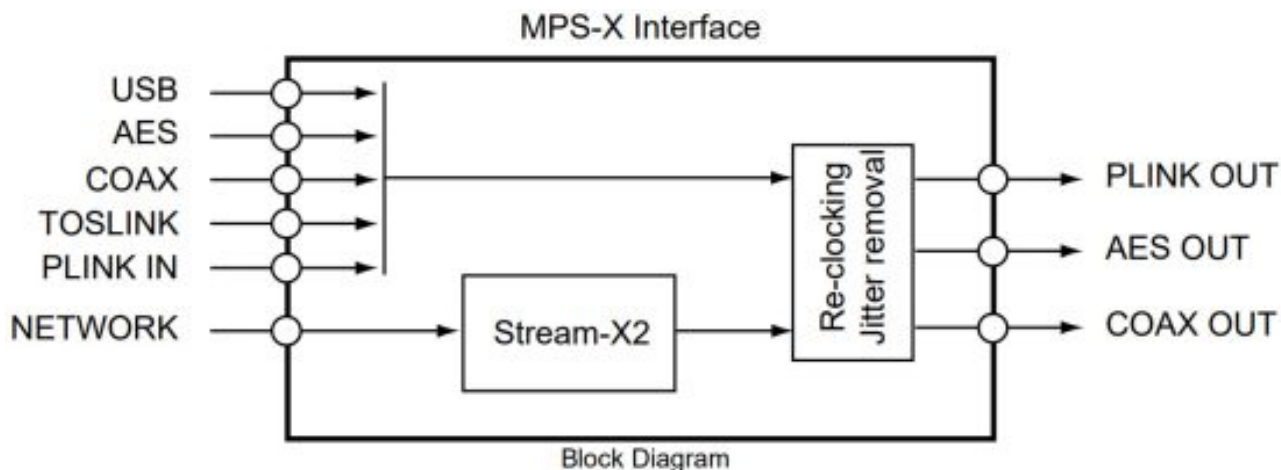 MPS-X Interface
USB
AES
COAX
TOSLINK
PLINK IN
NETWORK
Stream-X2
Re-clocking
Jitter removal
PLINK OUT
AES OUT
COAX OUT
Block Diagram